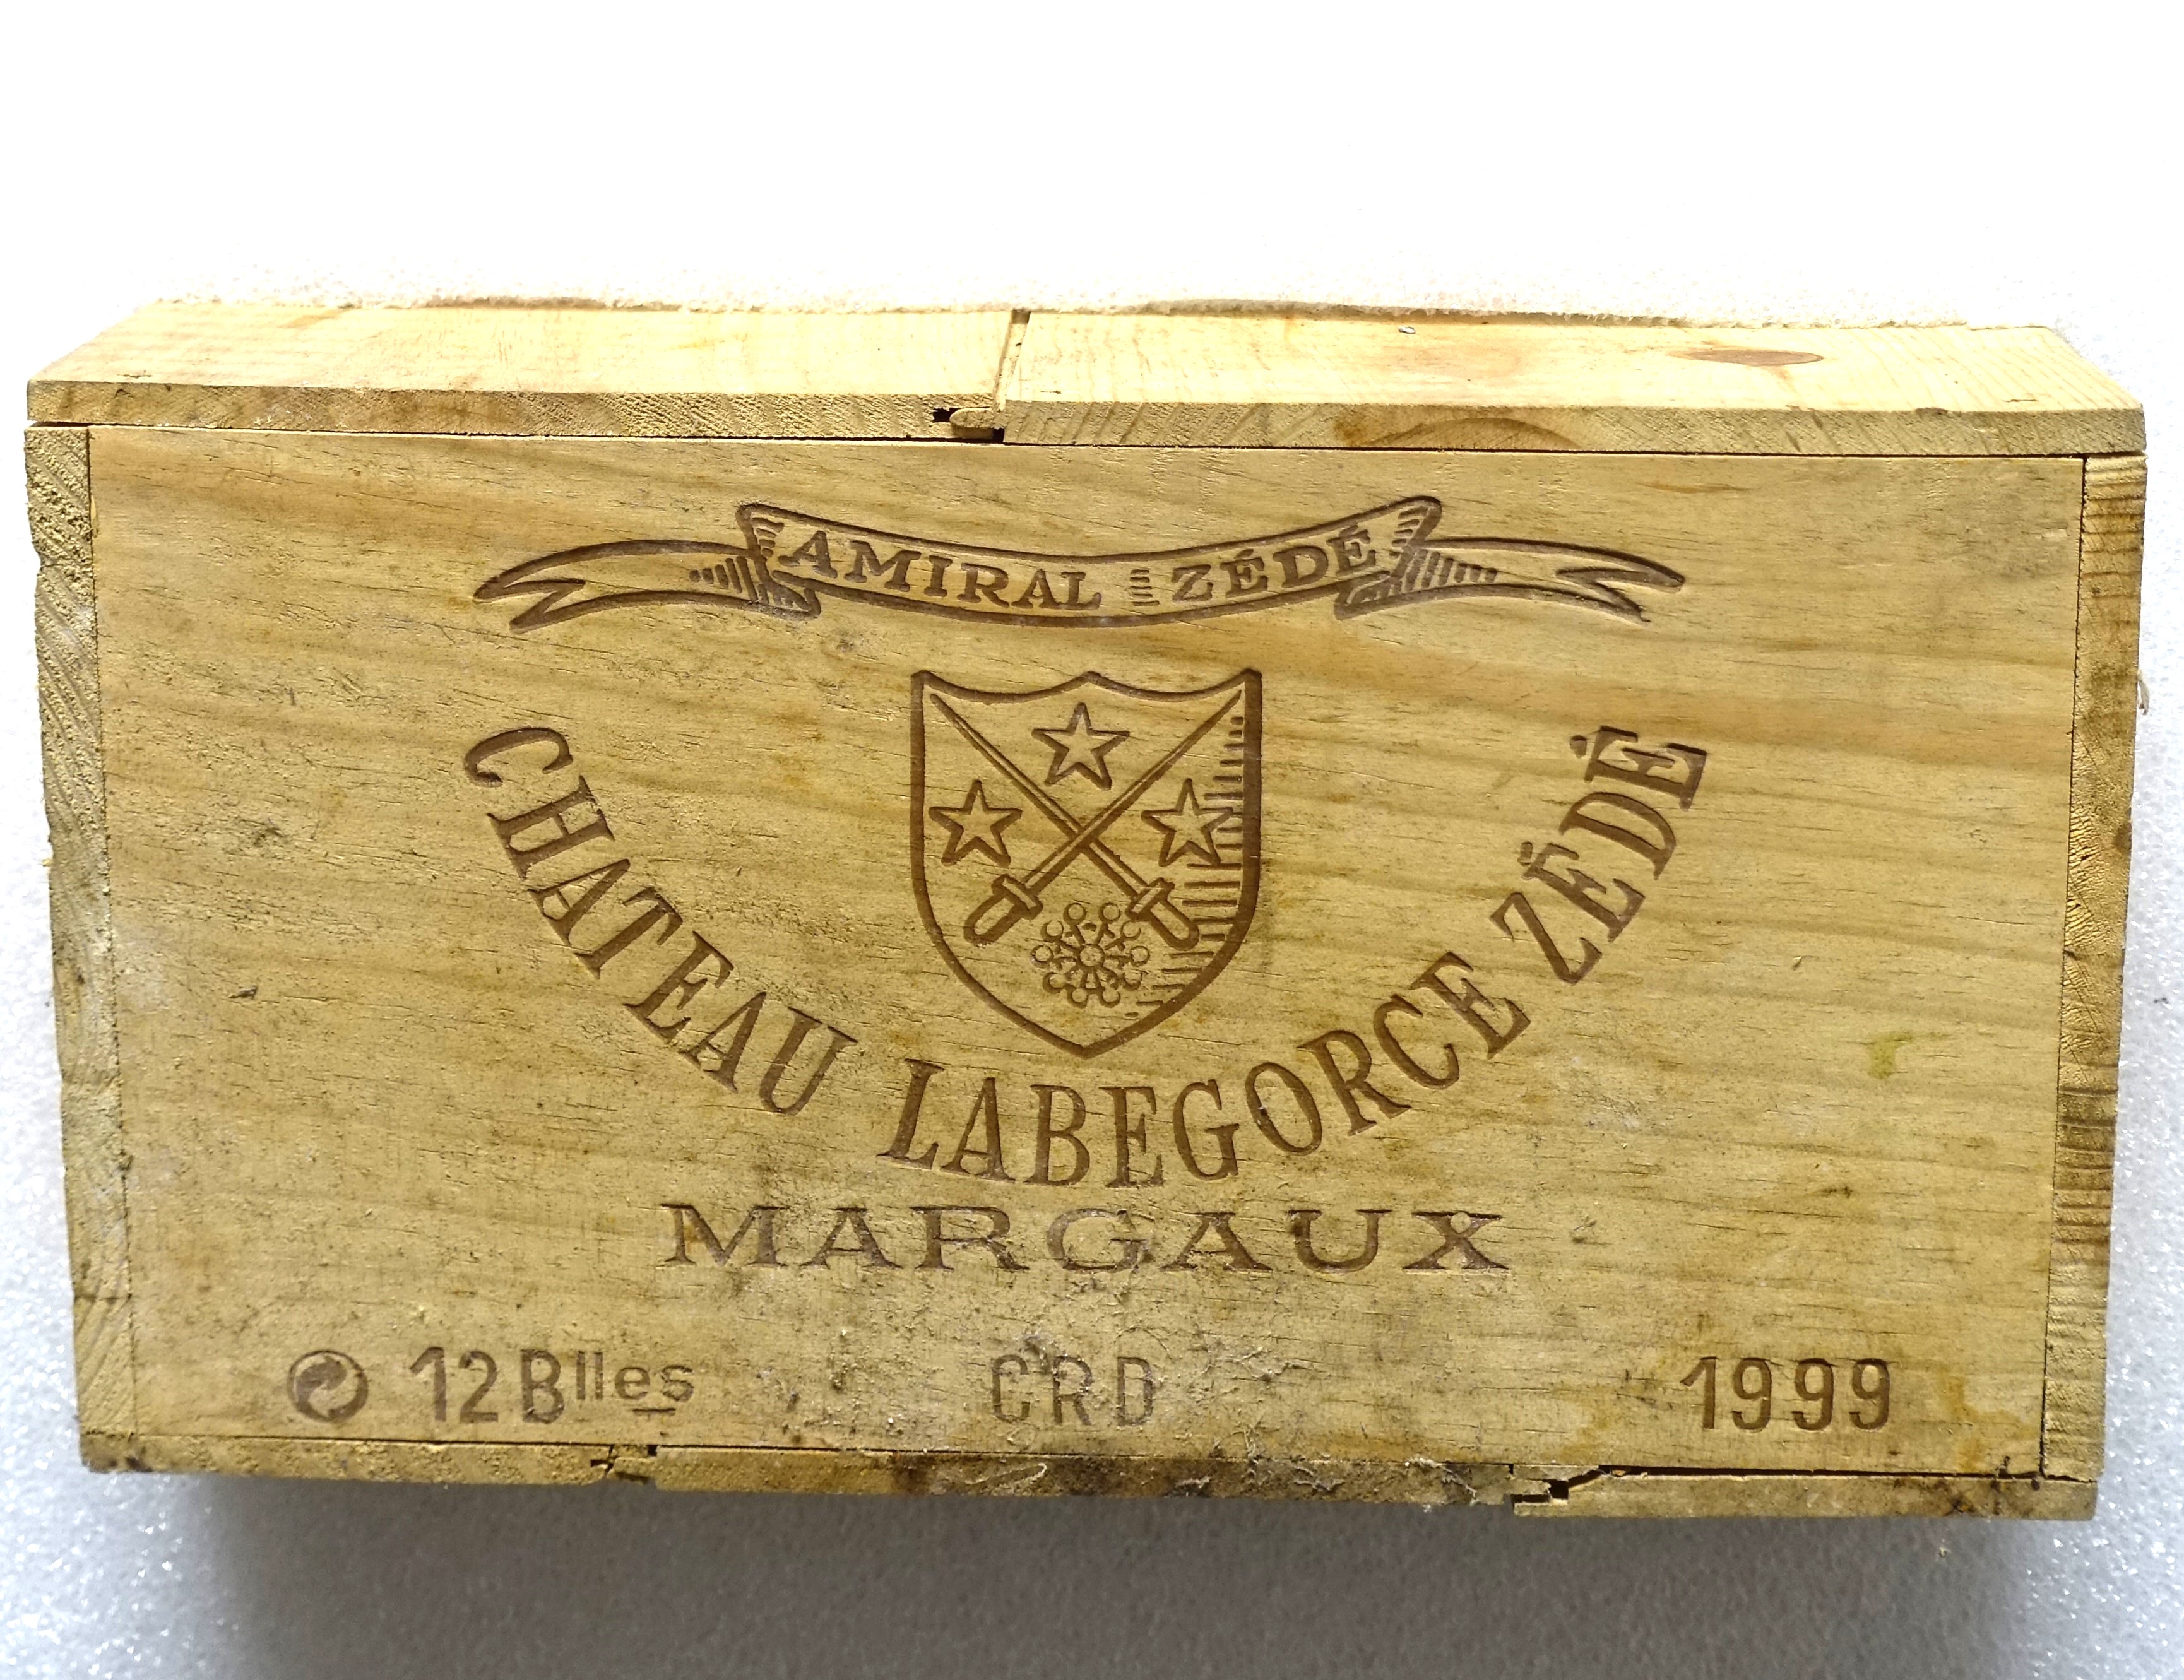 AMIRAL ZÉDÉ
CHATEAU LABEGORCE ZÉDÉ
MARGAUX
12 Blles CRD 1999